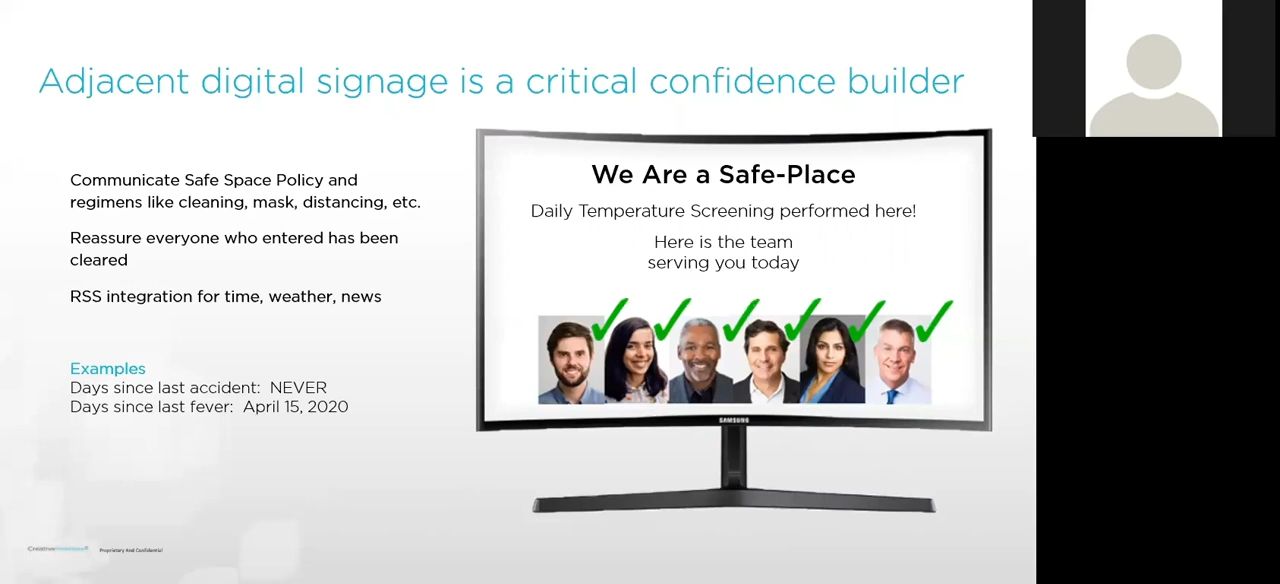 Adjacent digital signage is a critical confidence builder
Communicate Safe Space Policy and
regimens like cleaning, mask, distancing, etc.
Reassure everyone who entered has been
cleared
RSS integration for time, weather, news
Examples
Days since last accident: NEVER
Days since last fever: April 15, 2020
We Are a Safe-Place
Daily Temperature Screening performed here!
Here is the team
serving you today
SAMSUNG
Proprietary And Confidential